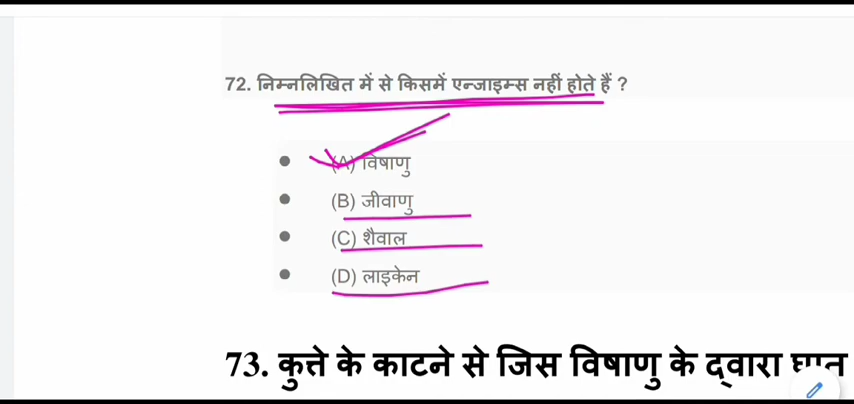 72. निम्नलिखित में से किसमें एन्जाइम्स नहीं होते हैं ?
(A) विषाणु
(B) जीवाणु
(C) शैवाल
(D) लाइकेन
73. कुत्ते के काटने से जिस विषाणु के द्वारा